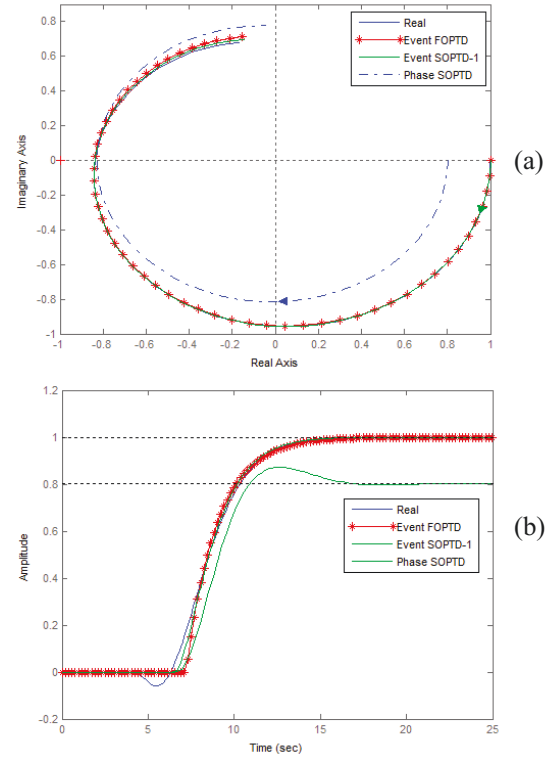 0.8
0.6
0.4
0.2
0
-0.2
-0.4
-0.6
-0.8
-1
-1
-0.8
-0.6
-0.4
-0.2
0
0.2
0.4
0.6
0.8
1
Imaginary Axis
Real Axis
Real
Event FOPTD
Event SOPTD-1
Phase SOPTD
(a)
1.2
1
0.8
0.6
0.4
0.2
0
-0.2
0
5
10
15
20
25
Amplitude
Time (sec)
Real
Event FOPTD
Event SOPTD-1
Phase SOPTD
(b)